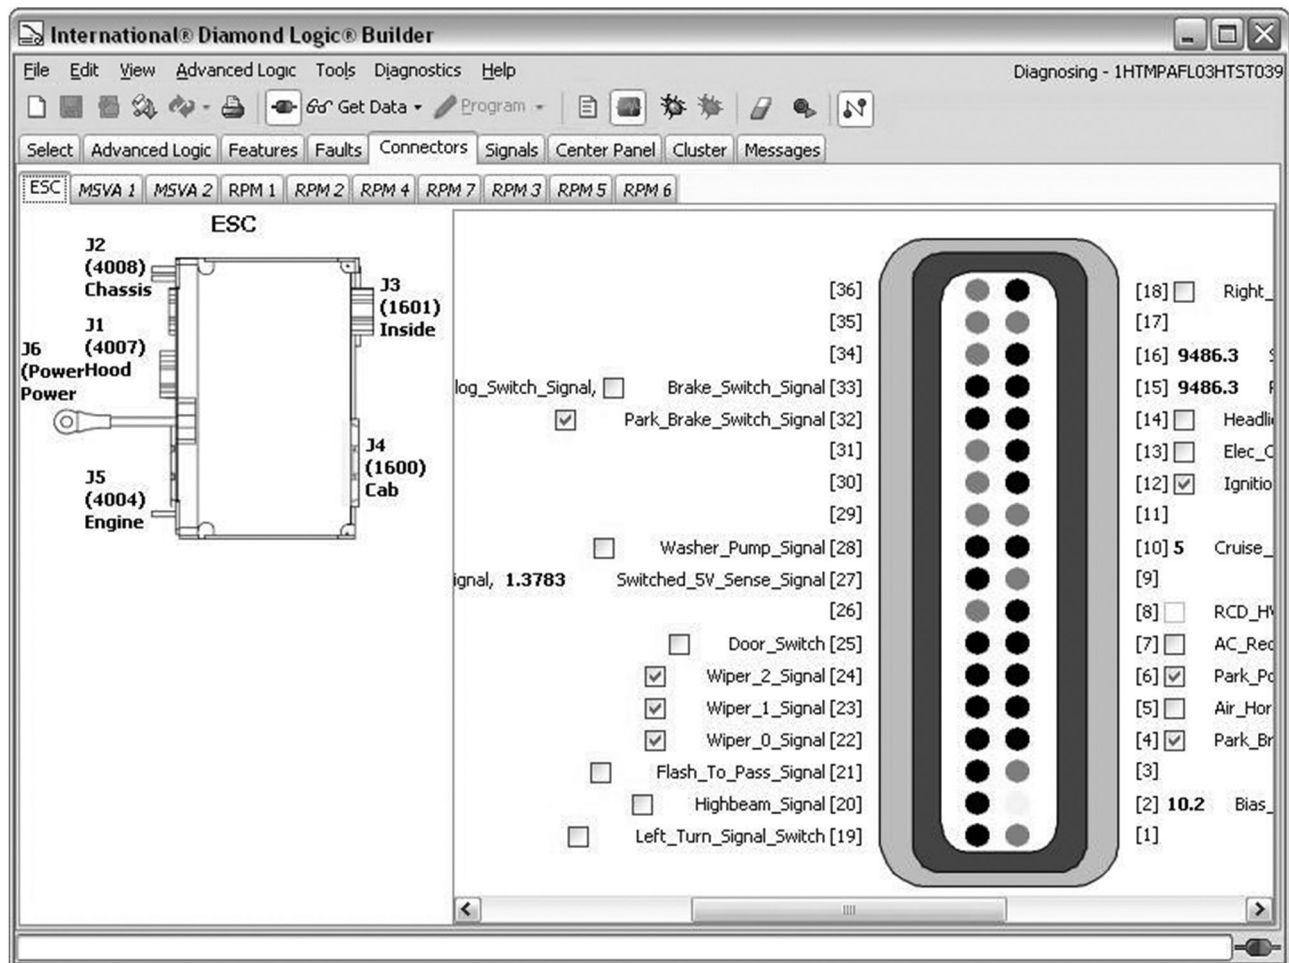 International® Diamond Logic® Builder
File Edit View Advanced Logic Tools Diagnostics Help Diagnosing - 1HTMPAFL03HTST039
Get Data Program
Select Advanced Logic Features Faults Connectors Signals Center Panel Cluster Messages
ESC MSVA 1 MSVA 2 RPM 1 RPM 2 RPM 4 RPM 7 RPM 3 RPM 5 RPM 6
ESC
J2
(4008)
Chassis
J3
(1601)
Inside
J1
(4007)
Hood
J6
(Power
Power
J4
(1600)
Cab
J5
(4004)
Engine
[36] [18] Right_
[35] [17]
[34] [16] 9486.3
log_Switch_Signal, Brake_Switch_Signal [33] [15] 9486.3
Park_Brake_Switch_Signal [32] [14] Headli
[31] [13] Elec_C
[30] [12] Ignitio
[29] [11]
Washer_Pump_Signal [28] [10] 5 Cruise_
ignal, 1.3783 Switched_5V_Sense_Signal [27] [9]
[26] [8] RCD_HV
Door_Switch [25] [7] AC_Rec
Wiper_2_Signal [24] [6] Park_Po
Wiper_1_Signal [23] [5] Air_Hor
Wiper_0_Signal [22] [4] Park_Br
Flash_To_Pass_Signal [21] [3]
Highbeam_Signal [20] [2] 10.2 Bias_
Left_Turn_Signal_Switch [19] [1]